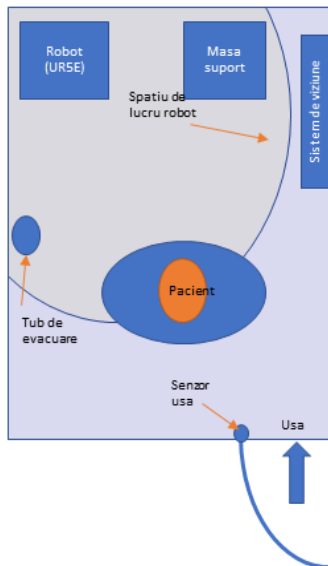 Robot
(UR5E)
Masa
suport
Spatiu de
lucru robot
Sistem de viziune
Tub de
evacuare
Pacient
Senzor
usa
Usa